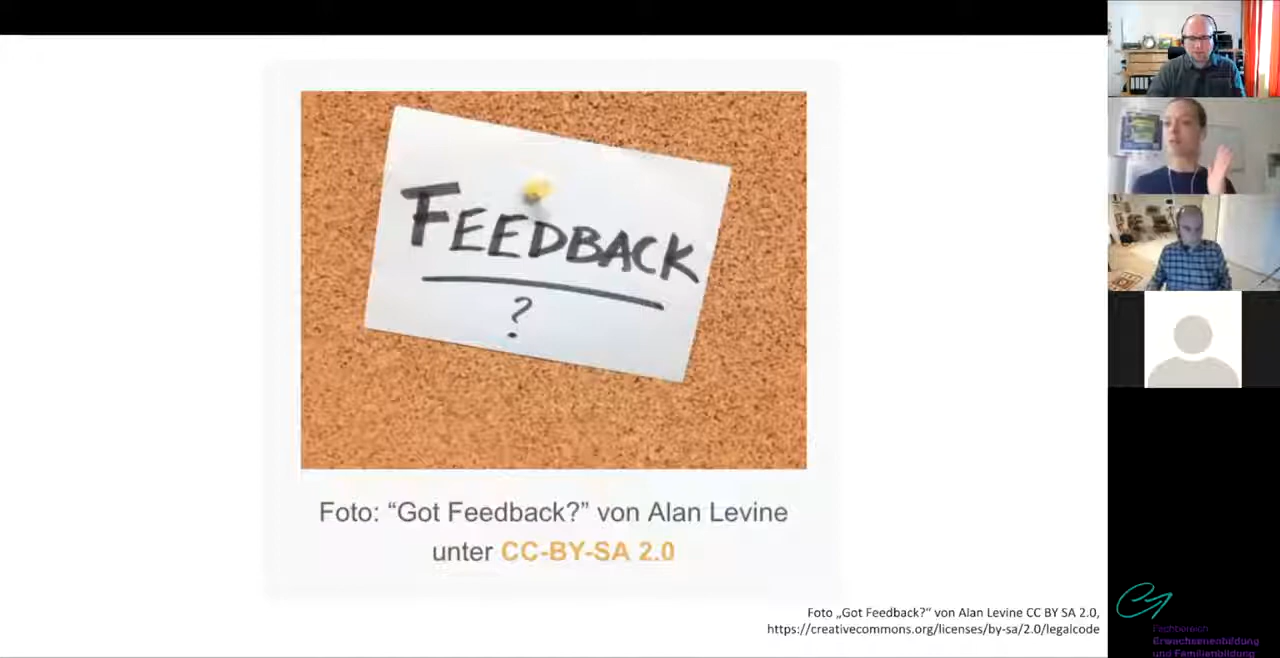 FEEDBACK
?
Foto: “Got Feedback?” von Alan Levine
unter CC-BY-SA 2.0
Foto „Got Feedback?“ von Alan Levine CC BY SA 2.0,
https://creativecommons.org/licenses/by-sa/2.0/legalcode
Fachbereich
Erwachsenenbildung
und Familienbildung